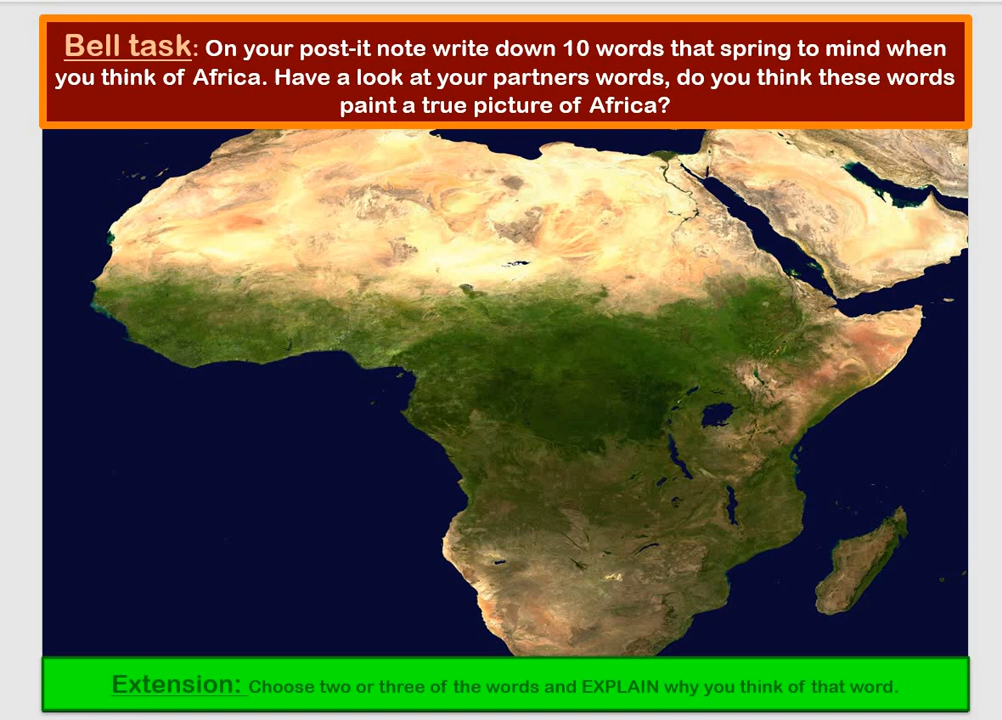 Bell task: On your post-it note write down 10 words that spring to mind when
you think of Africa. Have a look at your partners words, do you think these words
paint a true picture of Africa?
Extension: Choose two or three of the words and EXPLAIN why you think of that word.